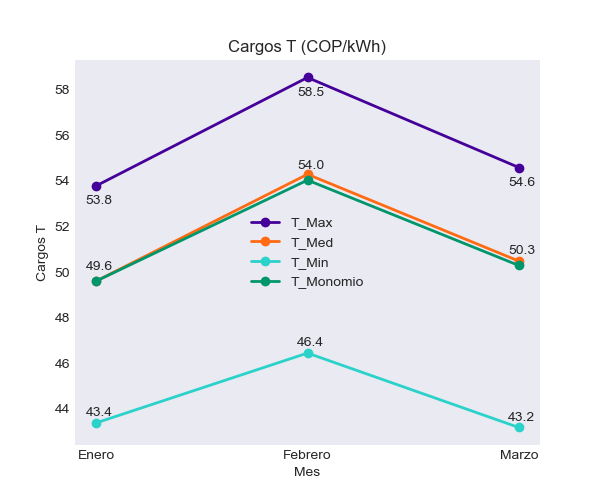 Cargos T (COP/kWh)
58
56
54
52
50
48
46
44
Cargos T
53.8
58.5
54.6
49.6
54.0
50.3
43.4
46.4
43.2
T_Max
T_Med
T_Min
T_Monomio
Enero
Febrero
Marzo
Mes